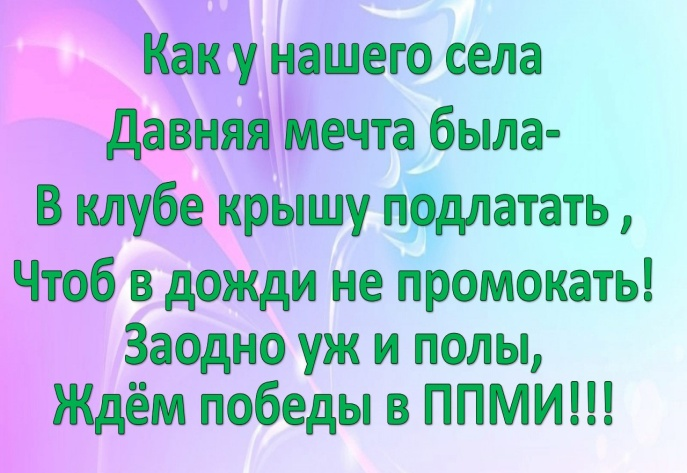 Как у нашего села
Давняя мечта была-
В клубе крышу подлатать ,
Чтоб в дожди не промокать!
Заодно уж и полы,
Ждём победы в ППМИ!!!